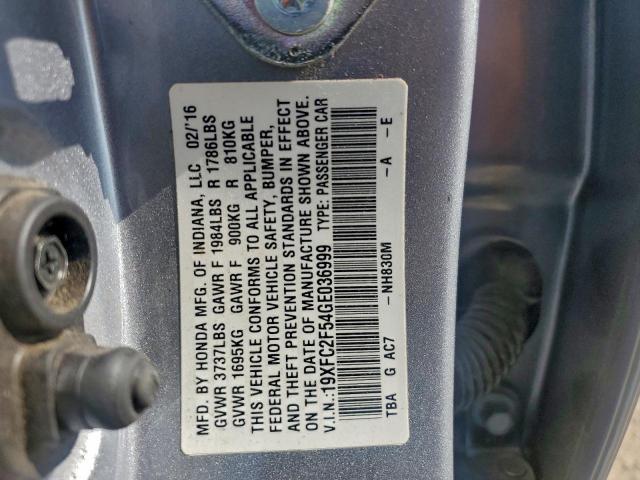 MFD. BY HONDA MFG. OF INDIANA, LLC 02/'16
GVWR 3737LBS GAWR F 1984LBS R 1786LBS
GVWR 1695KG GAWR F 900KG R 810KG
THIS VEHICLE CONFORMS TO ALL APPLICABLE
FEDERAL MOTOR VEHICLE SAFETY, BUMPER,
AND THEFT PREVENTION STANDARDS IN EFFECT
ON THE DATE OF MANUFACTURE SHOWN ABOVE.
V.I.N.:19XFC2F54GE036999 TYPE: PASSENGER CAR
TBA G AC7 -NH830M -A -E